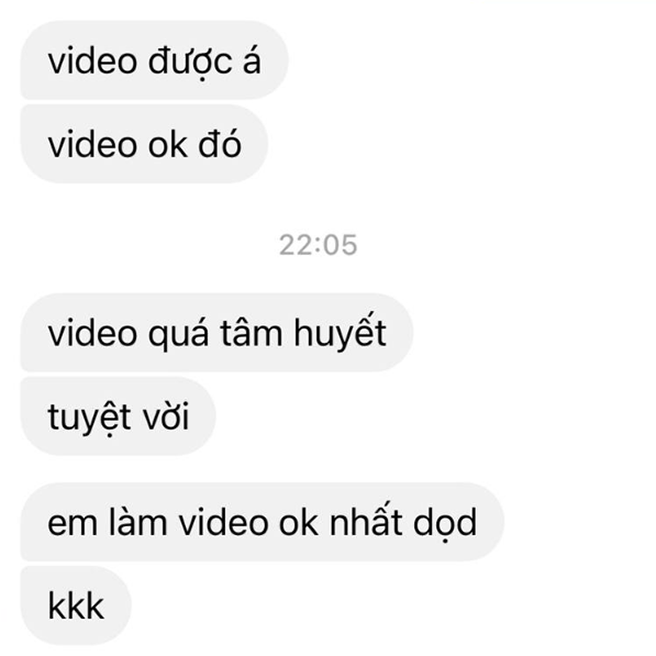 video được á
video ok đó
22:05
video quá tâm huyết
tuyệt vời
em làm video ok nhất dọd
kkk